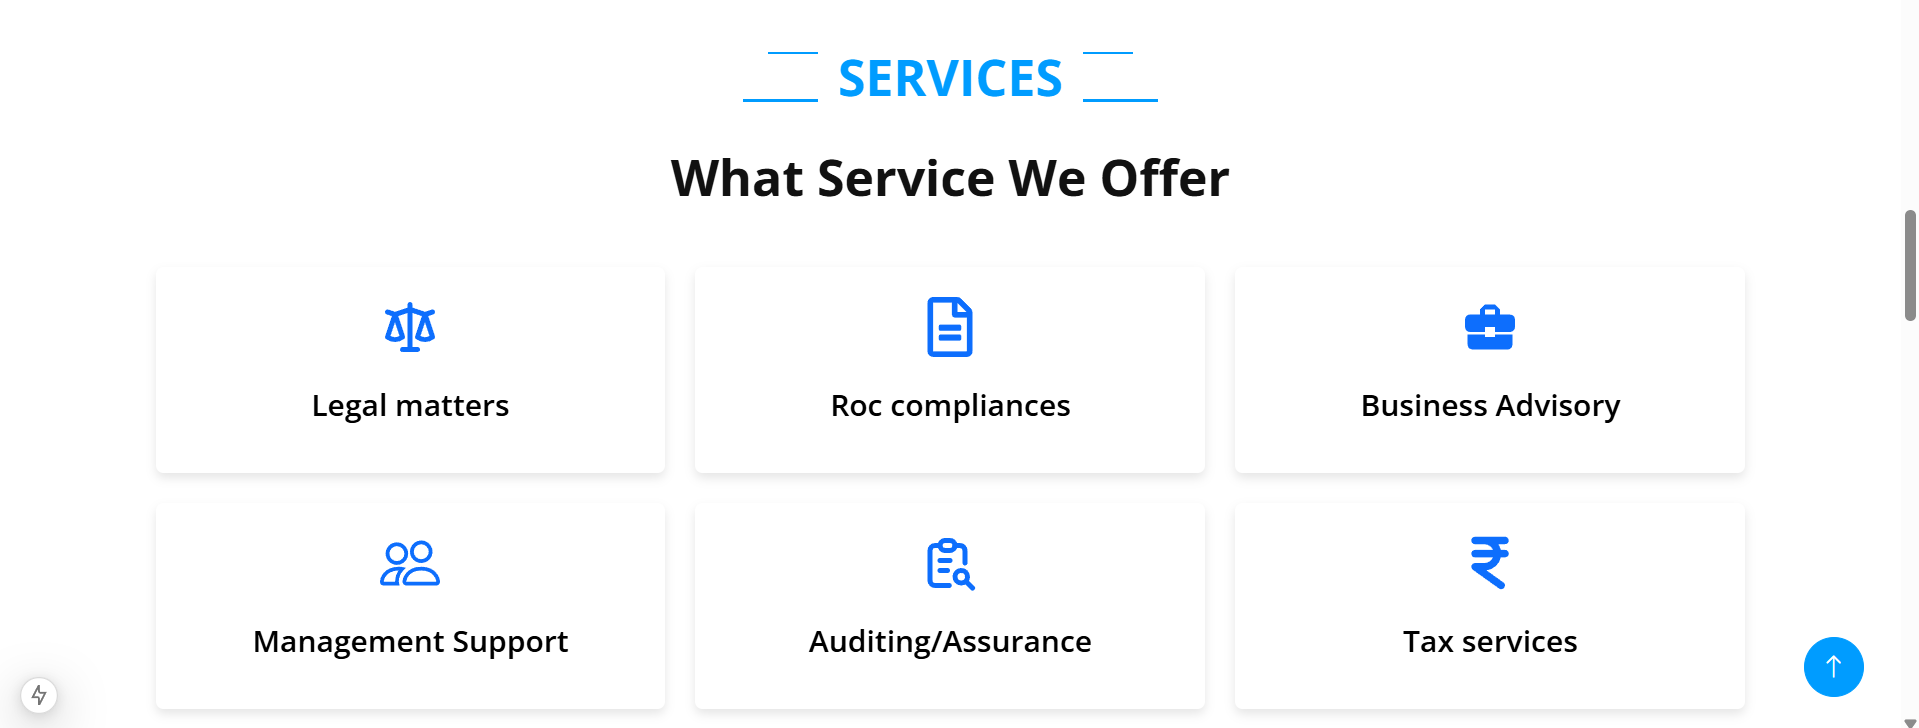 SERVICES
What Service We Offer
Legal matters
Roc compliances
Business Advisory
Management Support
Auditing/Assurance
Tax services